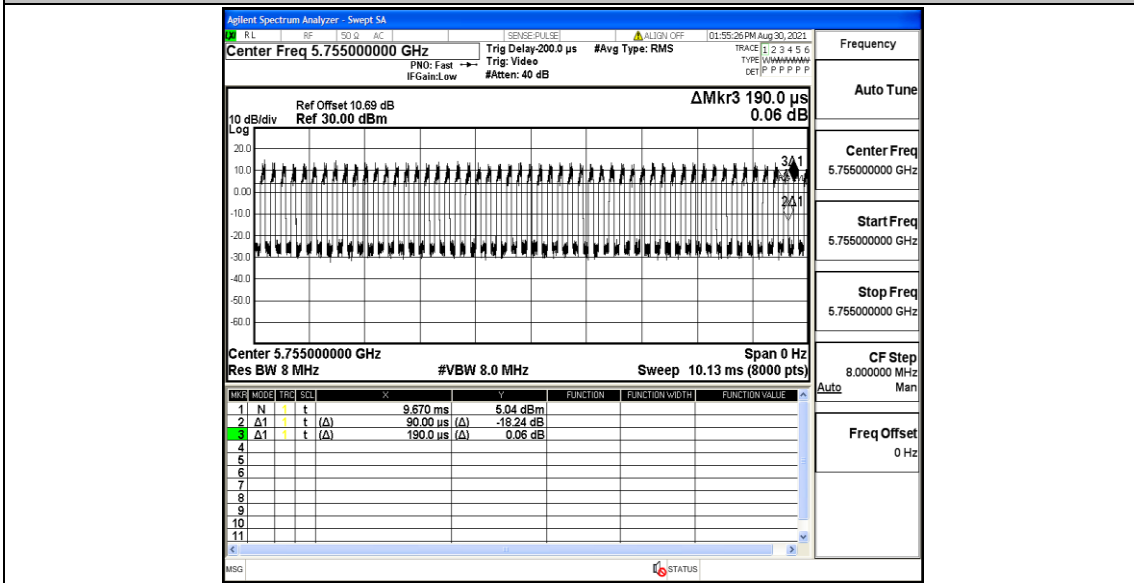 Agilent Spectrum Analyzer - Swept SA
RL RF 50 Ω AC SENSE:PULSE ALIGN OFF 01:55:26 PM Aug 30, 2021
Center Freq 5.755000000 GHz
PNO: Fast
IFGain:Low
Trig Delay-200.0 µs
Trig: Video
#Atten: 40 dB
#Avg Type: RMS
TRACE 1 2 3 4 5 6
TYPE WWWWWW
DET P P P P P P
Frequency
Auto Tune
Center Freq
5.755000000 GHz
Start Freq
5.755000000 GHz
Stop Freq
5.755000000 GHz
CF Step
8.000000 MHz
Auto Man
Freq Offset
0 Hz
ΔMkr3 190.0 µs
0.06 dB
Ref Offset 10.69 dB
10 dB/div Ref 30.00 dBm
Log
20.0
10.0
0.00
-10.0
-20.0
-30.0
-40.0
-50.0
-60.0
3Δ1
2Δ1
Center 5.755000000 GHz Span 0 Hz
Res BW 8 MHz #VBW 8.0 MHz Sweep 10.13 ms (8000 pts)
MKR MODE TRC SCL X Y FUNCTION FUNCTION WIDTH FUNCTION VALUE
1 N 1 t 9.670 ms 5.04 dBm
2 Δ1 1 t (Δ) 90.00 µs (Δ) -18.24 dB
3 Δ1 1 t (Δ) 190.0 µs (Δ) 0.06 dB
4
5
6
7
8
9
10
11
MSG STATUS